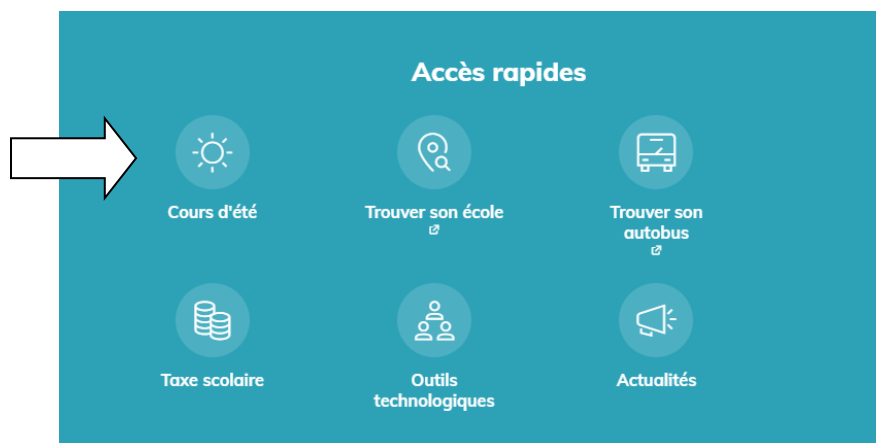 Accès rapides
Cours d'été
Trouver son école
Trouver son
autobus
Taxe scolaire
Outils
technologiques
Actualités